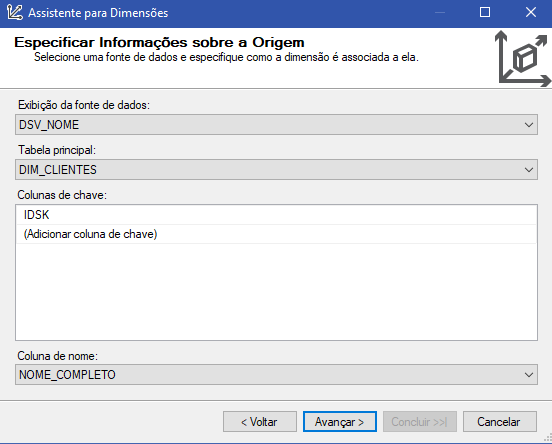 Assistente para Dimensões
Especificar Informações sobre a Origem
Selecione uma fonte de dados e especifique como a dimensão é associada a ela.
Exibição da fonte de dados:
DSV_NOME
Tabela principal:
DIM_CLIENTES
Colunas de chave:
IDSK
(Adicionar coluna de chave)
Coluna de nome:
NOME_COMPLETO
< Voltar
Avançar >
Concluir >>|
Cancelar